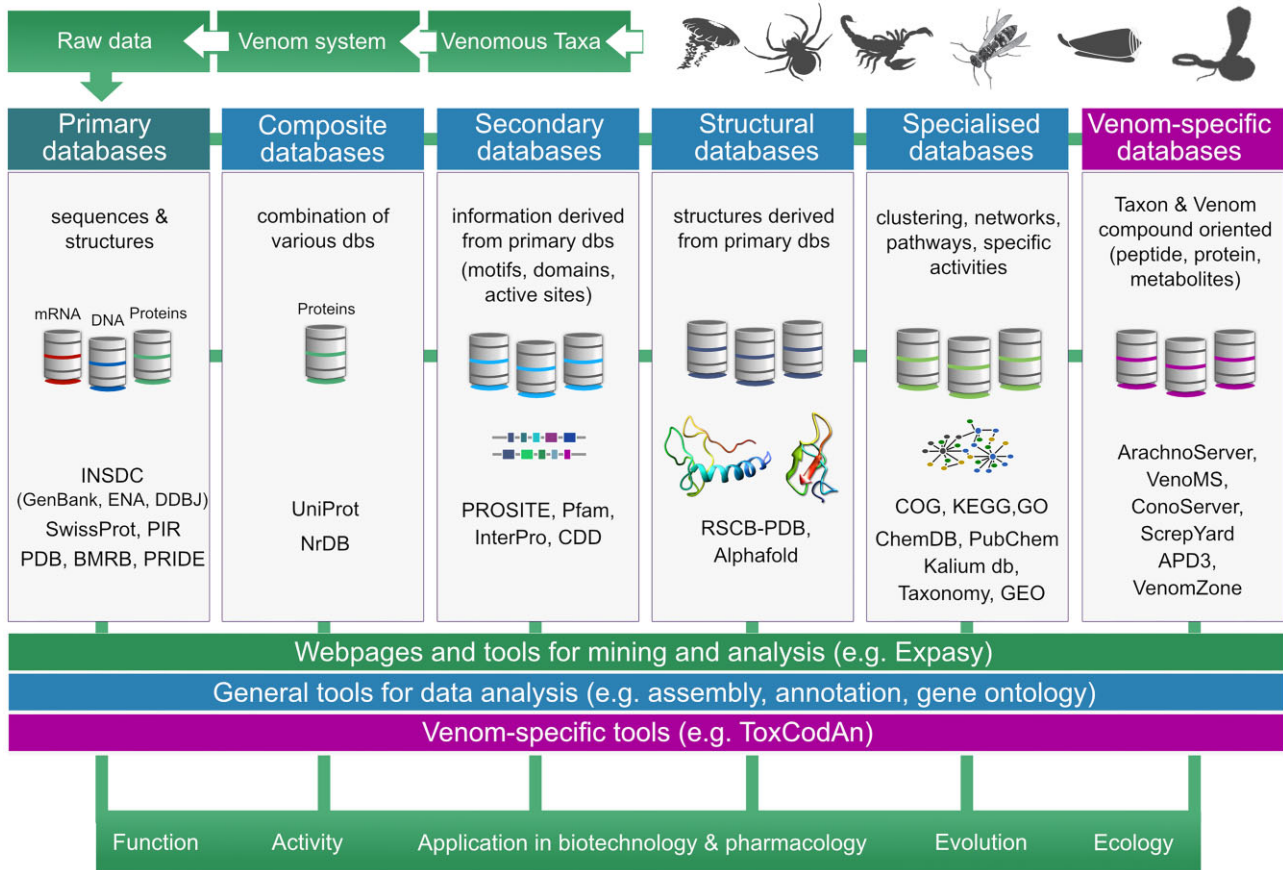 Raw data
Venom system
Venomous Taxa
Primary
databases
sequences &
structures
mRNA
DNA
Proteins
INSDC
(GenBank, ENA, DDBJ)
SwissProt, PIR
PDB, BMRB, PRIDE
Composite
databases
combination of
various dbs
Proteins
UniProt
NrDB
Secondary
databases
information derived
from primary dbs
(motifs, domains,
active sites)
PROSITE, Pfam,
InterPro, CDD
Structural
databases
structures derived
from primary dbs
RSCB-PDB,
Alphafold
Specialised
databases
clustering, networks,
pathways, specific
activities
COG, KEGG,GO
ChemDB, PubChem
Kalium db,
Taxonomy, GEO
Venom-specific
databases
Taxon & Venom
compound oriented
(peptide, protein,
metabolites)
ArachnoServer,
VenoMS,
ConoServer,
ScrepYard
APD3,
VenomZone
Webpages and tools for mining and analysis (e.g. Expasy)
General tools for data analysis (e.g. assembly, annotation, gene ontology)
Venom-specific tools (e.g. ToxCodAn)
Function
Activity
Application in biotechnology & pharmacology
Evolution
Ecology